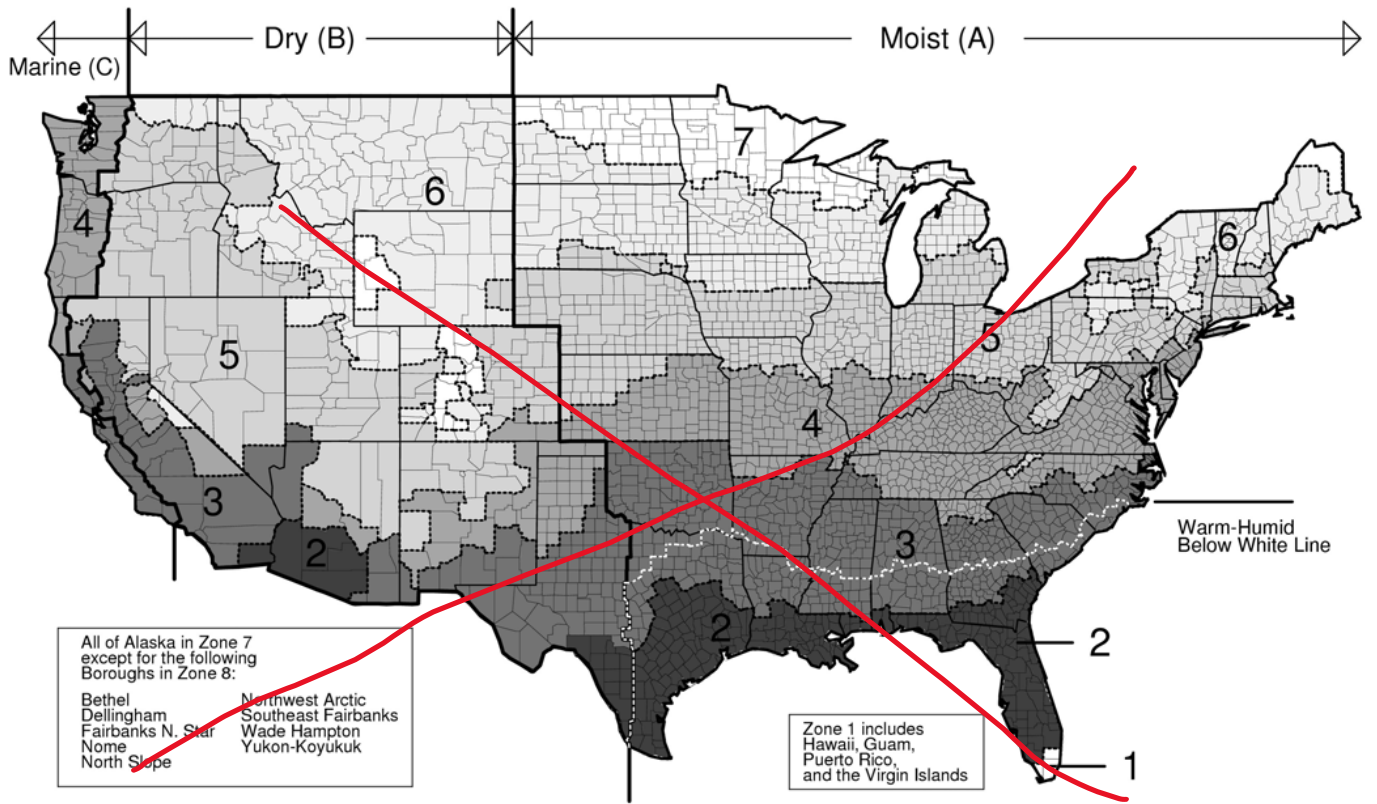 Dry (B)
Moist (A)
Marine (C)
7
6
4
6
5
5
4
3
3
2
2
Warm-Humid
Below White Line
2
1
All of Alaska in Zone 7
except for the following
Boroughs in Zone 8:
Bethel
Dellingham
Fairbanks N. Star
Nome
North Slope
Northwest Arctic
Southeast Fairbanks
Wade Hampton
Yukon-Koyukuk
Zone 1 includes
Hawaii, Guam,
Puerto Rico,
and the Virgin Islands